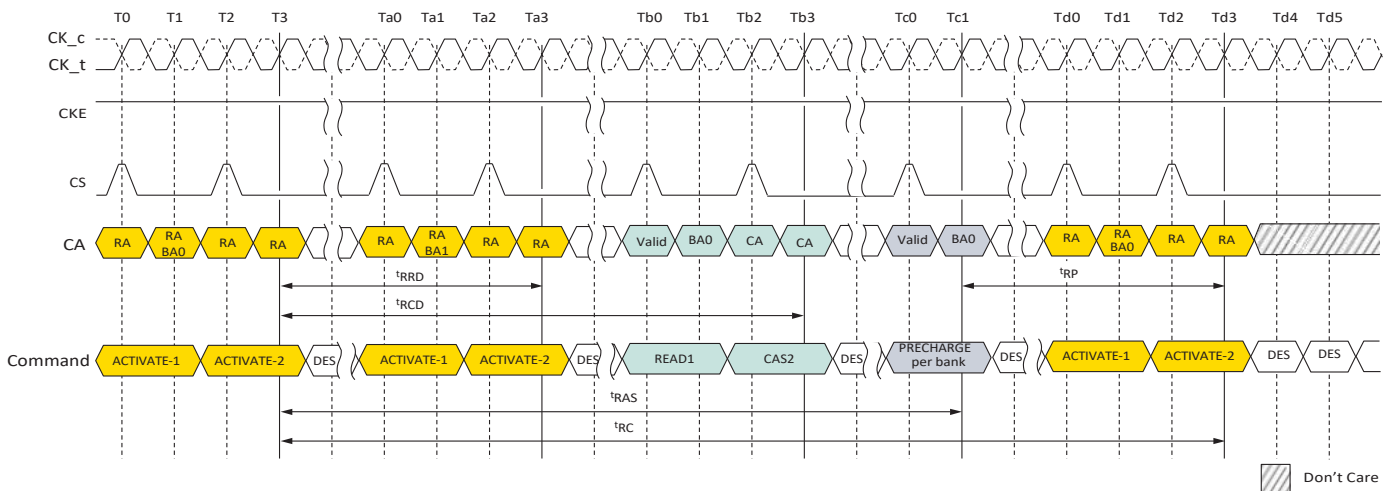 T0 T1 T2 T3 Ta0 Ta1 Ta2 Ta3 Tb0 Tb1 Tb2 Tb3 Tc0 Tc1 Td0 Td1 Td2 Td3 Td4 Td5
CK_c
CK_t
CKE
CS
CA RA RA BA0 RA RA RA RA BA1 RA RA Valid BA0 CA CA Valid BA0 RA RA BA0 RA RA
tRRD tRP
tRCD
Command ACTIVATE-1 ACTIVATE-2 DES ACTIVATE-1 ACTIVATE-2 DES READ1 CAS2 DES PRECHARGE per bank DES ACTIVATE-1 ACTIVATE-2 DES DES
tRAS
tRC
Don't Care